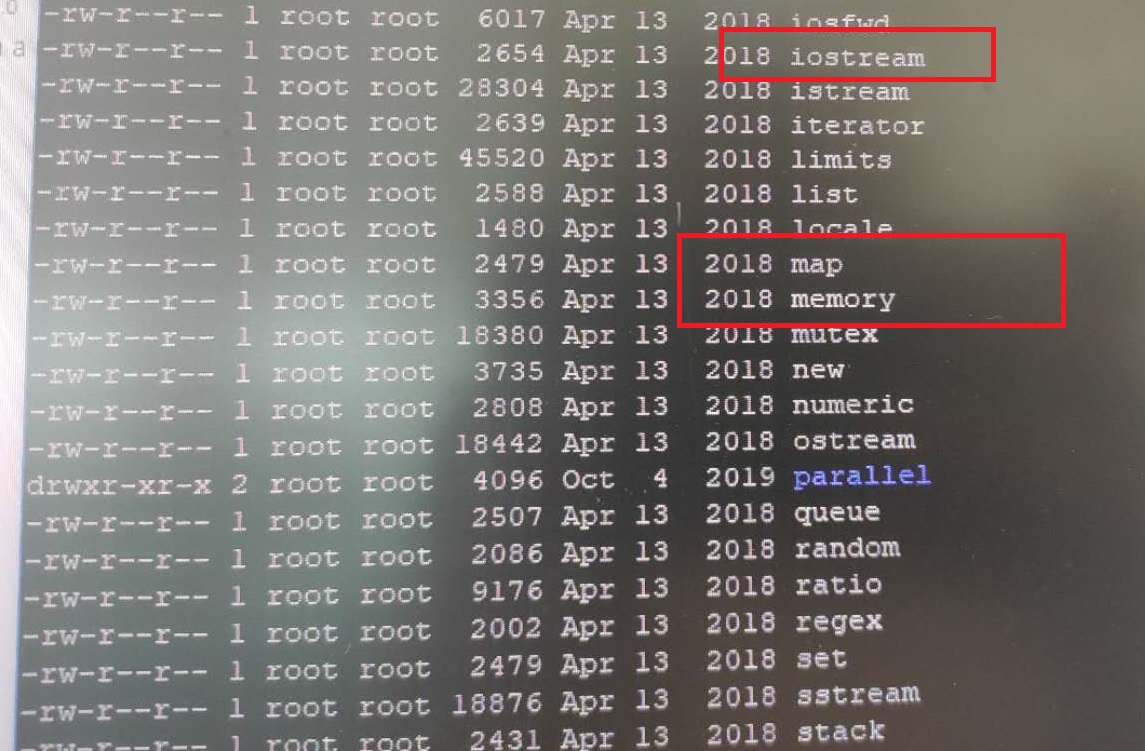 -rw-r--r-- 1 root root 6017 Apr 13 2018 iosfwd
-rw-r--r-- 1 root root 2654 Apr 13 2018 iostream
-rw-r--r-- 1 root root 28304 Apr 13 2018 istream
-rw-r--r-- 1 root root 2639 Apr 13 2018 iterator
-rw-r--r-- 1 root root 45520 Apr 13 2018 limits
-rw-r--r-- 1 root root 2588 Apr 13 2018 list
-rw-r--r-- 1 root root 1480 Apr 13 2018 locale
-rw-r--r-- 1 root root 2479 Apr 13 2018 map
-rw-r--r-- 1 root root 3356 Apr 13 2018 memory
-rw-r--r-- 1 root root 18380 Apr 13 2018 mutex
-rw-r--r-- 1 root root 3735 Apr 13 2018 new
-rw-r--r-- 1 root root 2808 Apr 13 2018 numeric
-rw-r--r-- 1 root root 18442 Apr 13 2018 ostream
drwxr-xr-x 2 root root 4096 Oct 4 2019 parallel
-rw-r--r-- 1 root root 2507 Apr 13 2018 queue
-rw-r--r-- 1 root root 2086 Apr 13 2018 random
-rw-r--r-- 1 root root 9176 Apr 13 2018 ratio
-rw-r--r-- 1 root root 2002 Apr 13 2018 regex
-rw-r--r-- 1 root root 2479 Apr 13 2018 set
-rw-r--r-- 1 root root 18876 Apr 13 2018 sstream
-rw-r--r-- 1 root root 2431 Apr 13 2018 stack